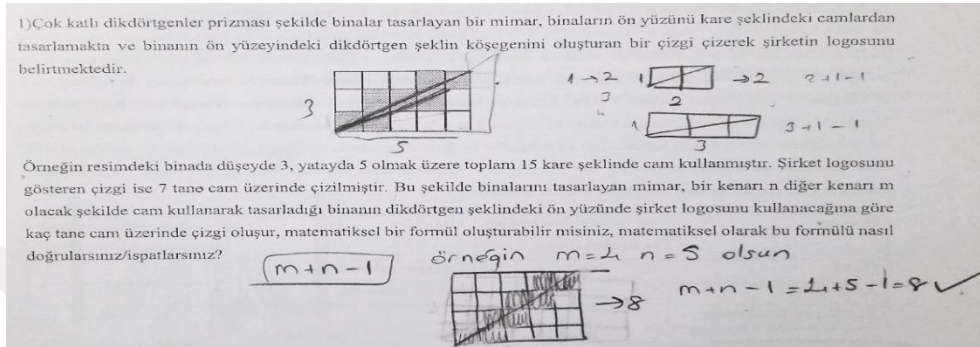 1)Çok katlı dikdörtgenler prizması şekilde binalar tasarlayan bir mimar, binaların ön yüzünü kare şeklindeki camlardan
tasarlamakta ve binanın ön yüzeyindeki dikdörtgen şeklin köşegenini oluşturan bir çizgi çizerek şirketin logosunu
belirtmektedir.
1→2 1 →2 2+1-1
3 2
4
3 1 3+1-1
5 3
Örneğin resimdeki binada düşeyde 3, yatayda 5 olmak üzere toplam 15 kare şeklinde cam kullanmıştır. Şirket logosunu
gösteren çizgi ise 7 tane cam üzerinde çizilmiştir. Bu şekilde binalarını tasarlayan mimar, bir kenarı n diğer kenarı m
olacak şekilde cam kullanarak tasarladığı binanın dikdörtgen şeklindeki ön yüzünde şirket logosunu kullanacağına göre
kaç tane cam üzerinde çizgi oluşur, matematiksel bir formül oluşturabilir misiniz, matematiksel olarak bu formülü nasıl
doğrularsınız/ispatlarsınız?
örneğin m=4 n=5 olsun
m+n-1
→8 m+n-1=4+5-1=8 ✓